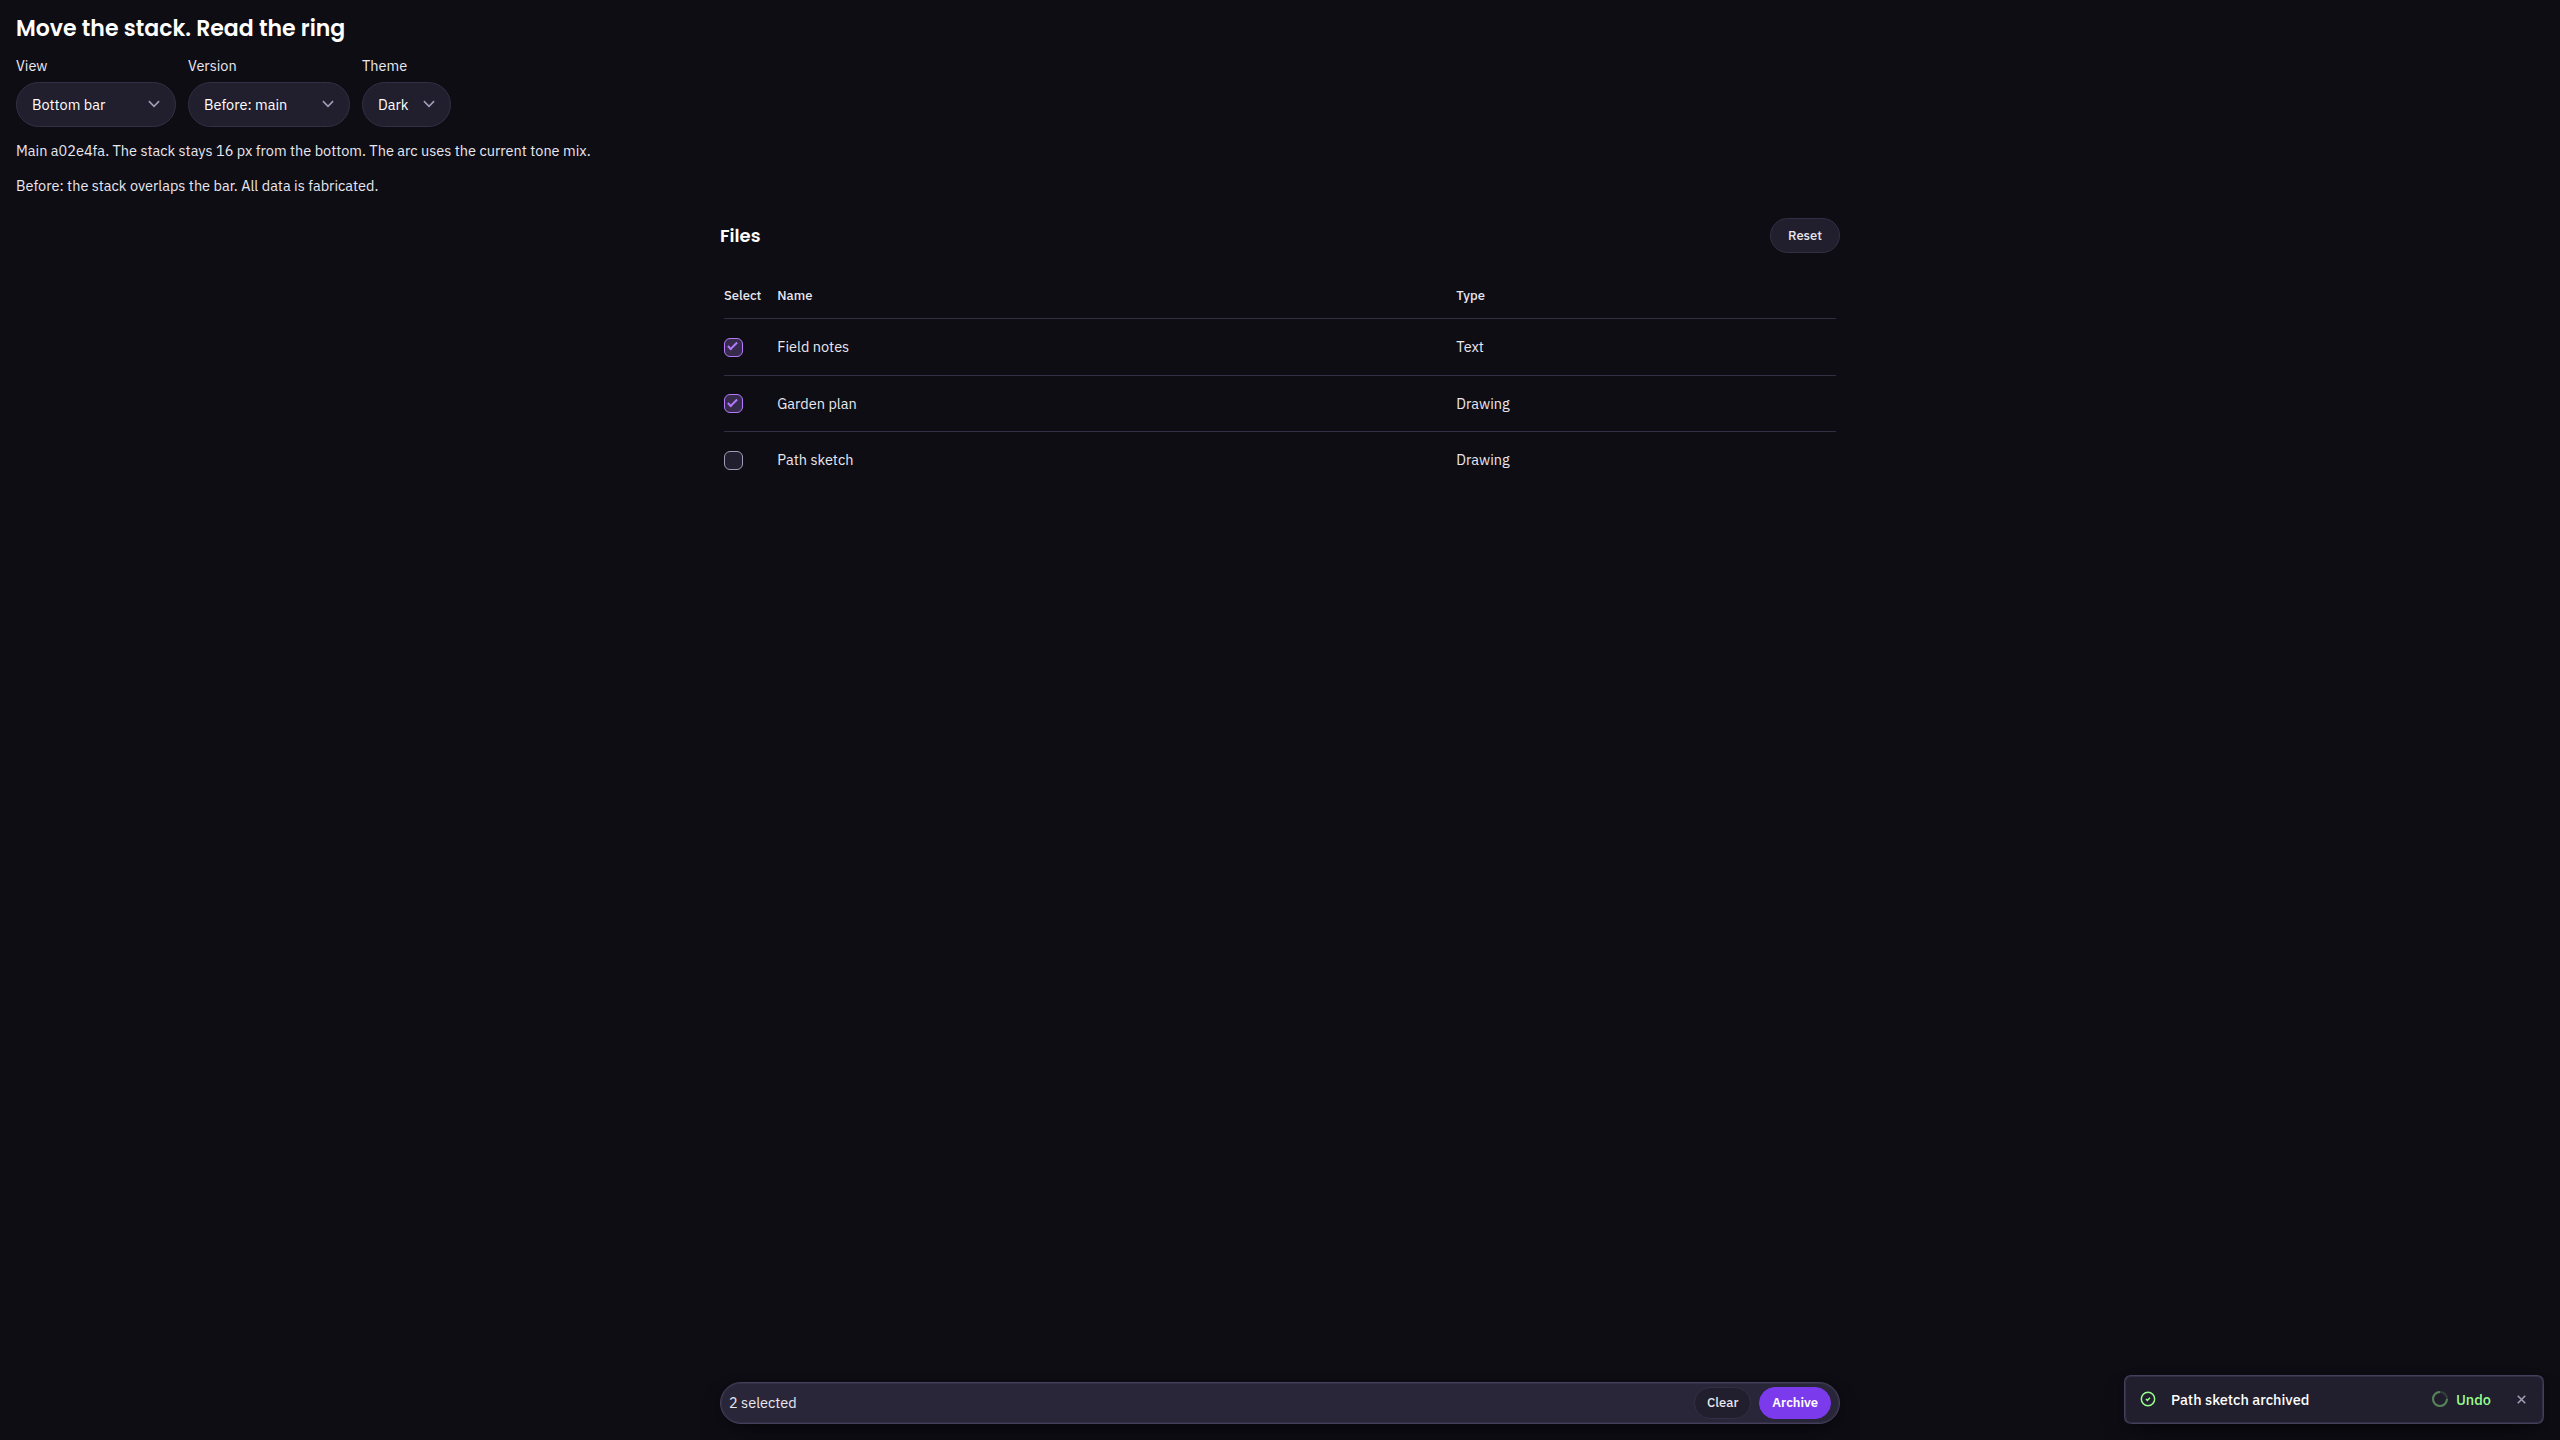 Move the stack. Read the ring
View Version Theme
Bottom bar Before: main Dark
Main a02e4fa. The stack stays 16 px from the bottom. The arc uses the current tone mix.
Before: the stack overlaps the bar. All data is fabricated.
Files Reset
Select Name Type
Field notes Text
Garden plan Drawing
Path sketch Drawing
2 selected Clear Archive
Path sketch archived Undo